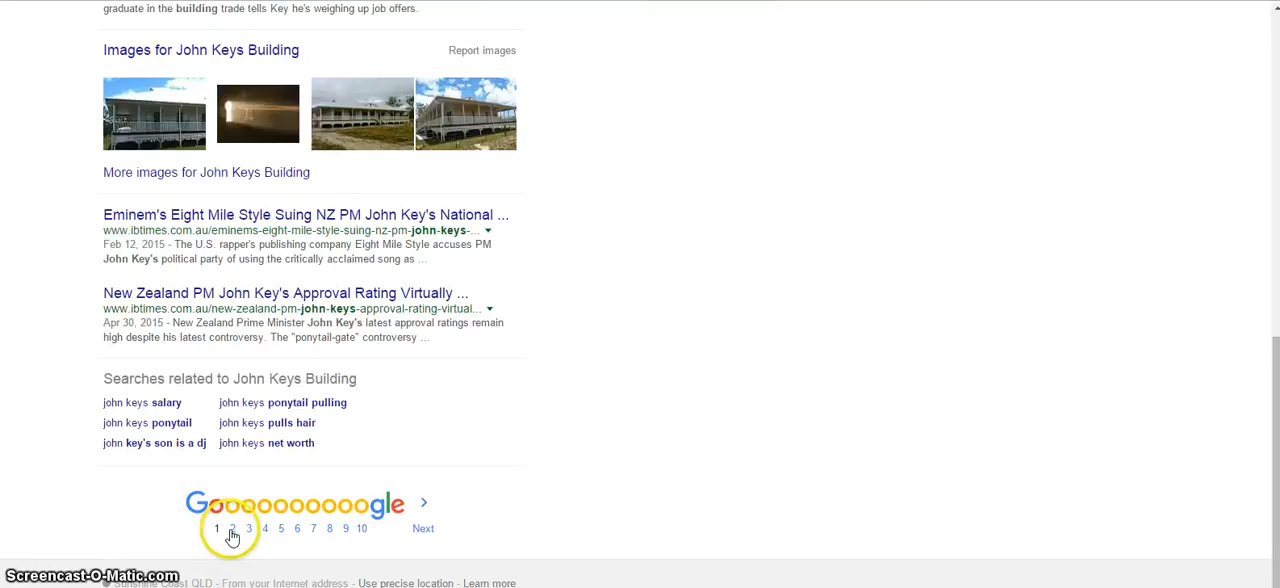 graduate in the building trade tells Key he's weighing up job offers.
Images for John Keys Building
Report images
More images for John Keys Building
Eminem's Eight Mile Style Suing NZ PM John Key's National ...
www.ibtimes.com.au/eminems-eight-mile-style-suing-nz-pm-john-keys-...
Feb 12, 2015 - The U.S. rapper's publishing company Eight Mile Style accuses PM
John Key's political party of using the critically acclaimed song as ...
New Zealand PM John Key's Approval Rating Virtually ...
www.ibtimes.com.au/new-zealand-pm-john-keys-approval-rating-virtual...
Apr 30, 2015 - New Zealand Prime Minister John Key's latest approval ratings remain
high despite his latest controversy. The "ponytail-gate" controversy ...
Searches related to John Keys Building
john keys salary john keys ponytail pulling
john keys ponytail john keys pulls hair
john key's son is a dj john keys net worth
Goooooooooogle >
1 2 3 4 5 6 7 8 9 10 Next
Screencast-O-Matic.com
Sunshine Coast QLD - From your Internet address - Use precise location - Learn more